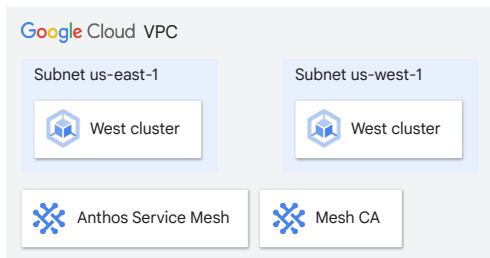 Google Cloud VPC
Subnet us-east-1
West cluster
Subnet us-west-1
West cluster
Anthos Service Mesh
Mesh CA